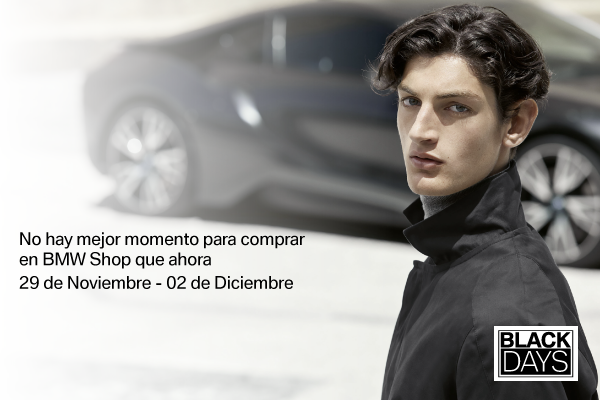 No hay mejor momento para comprar
en BMW Shop que ahora
29 de Noviembre - 02 de Diciembre
BLACK
DAYS